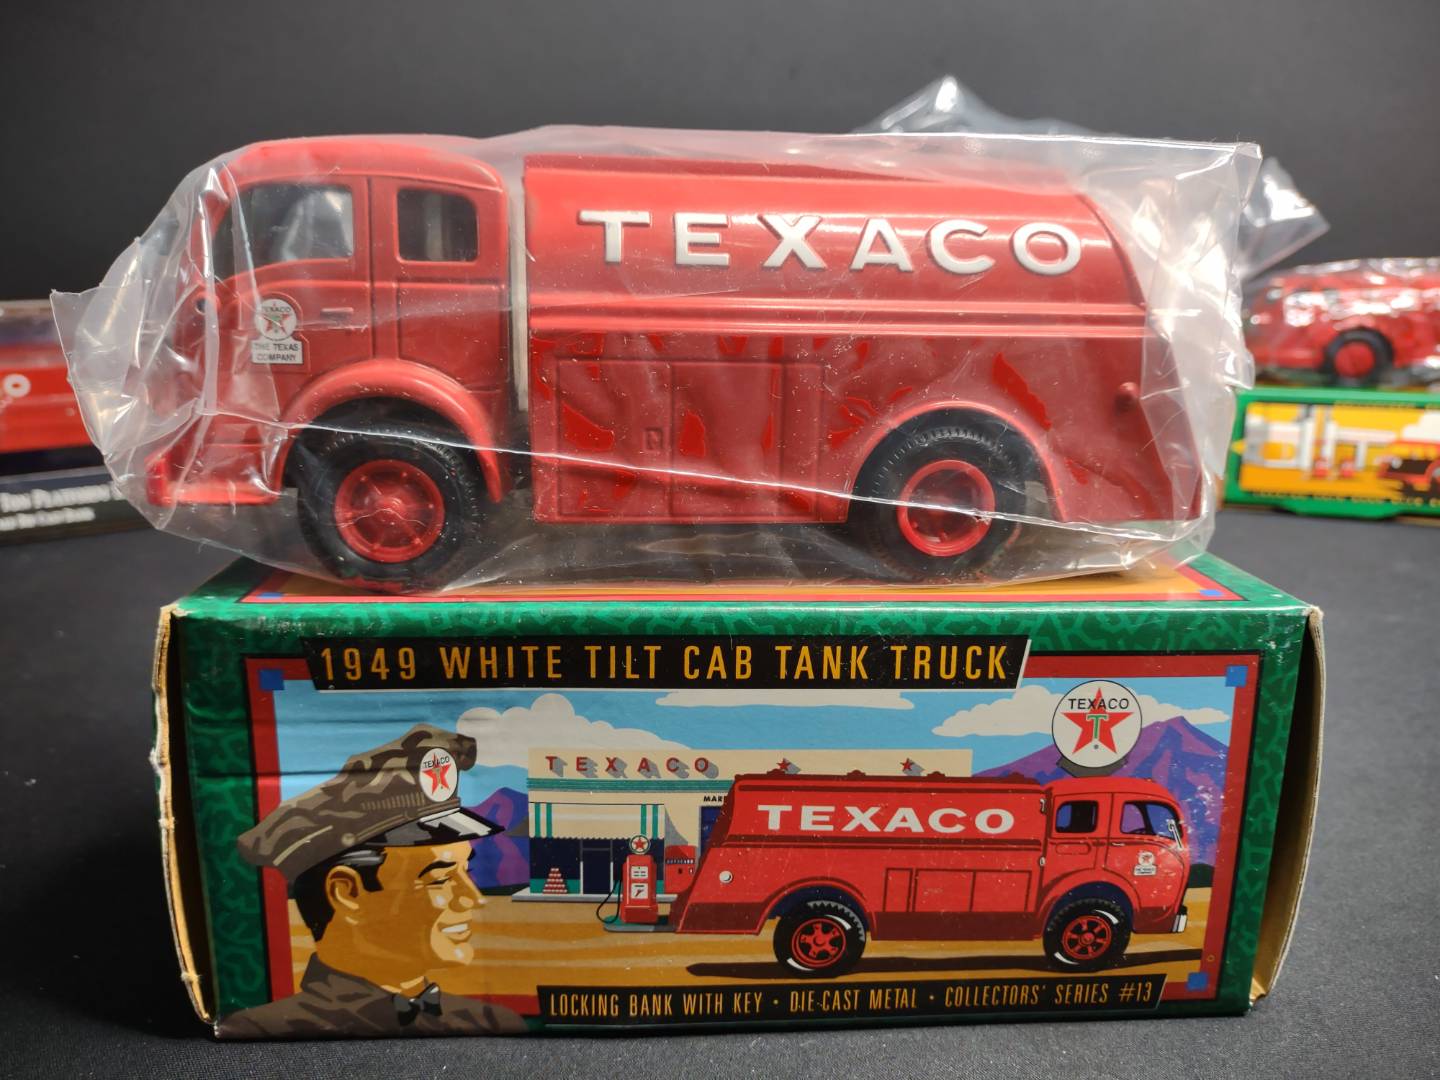 TEXACO
TEXACO
T
THE TEXAS
COMPANY
1949 WHITE TILT CAB TANK TRUCK
TEXACO
T
TEXACO
T
TEXACO
TEXACO
LOCKING BANK WITH KEY • DIE-CAST METAL • COLLECTORS' SERIES #13